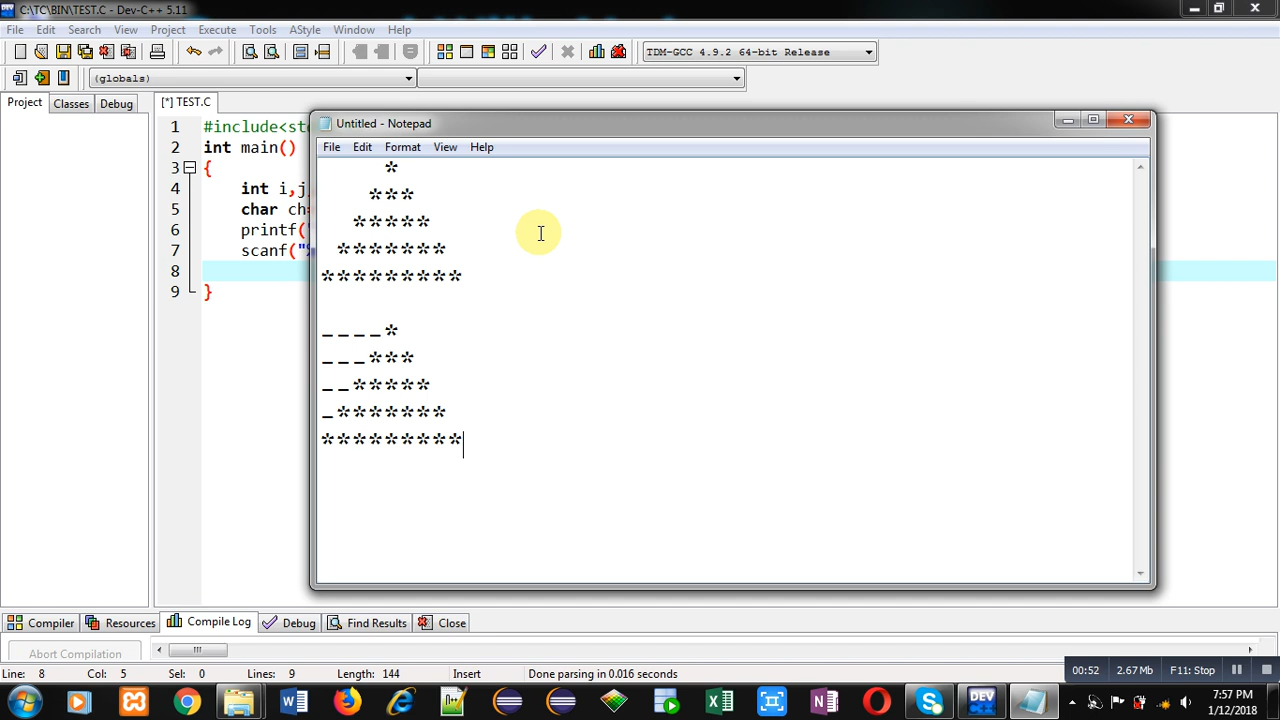 C:\TC\BIN\TEST.C - Dev-C++ 5.11
File Edit Search View Project Execute Tools AStyle Window Help
TDM-GCC 4.9.2 64-bit Release
(globals)
Project Classes Debug
[*] TEST.C
1 #include<st
2 int main()
3 {
4 int i,j
5 char ch=
6 printf("
7 scanf("%
8
9 }
Untitled - Notepad
File Edit Format View Help
*
***
*****
*******
*********
____*
___***
__*****
_*******
*********
Compiler Resources Compile Log Debug Find Results Close
Abort Compilation
Line: 8 Col: 5 Sel: 0 Lines: 9 Length: 144 Insert Done parsing in 0.016 seconds
00:52 2.67 Mb F11: Stop
DEV C++
7:57 PM
1/12/2018